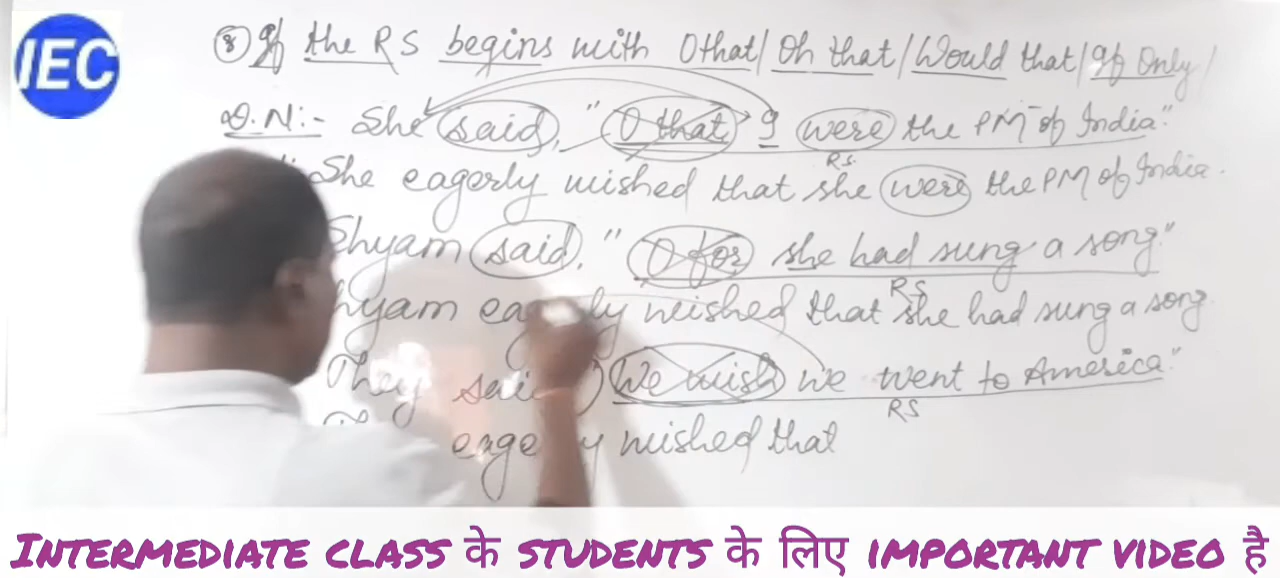 IEC
⑧ If the RS begins with O that / Oh that / Would that / If Only /
D.N:- She said, "O that I were the PM of India."
RS
She eagerly wished that she were the PM of India.
Shyam said, "O for she had sung a song."
RS
hyam eagerly wished that she had sung a song.
They said We wish we went to America."
RS
eagerly wished that
INTERMEDIATE CLASS के STUDENTS के लिए IMPORTANT VIDEO है